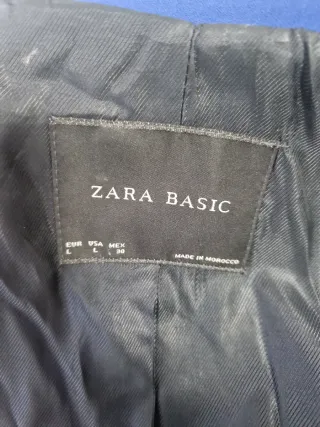 ZARA BASIC
EUR USA MEX
L L 30
MADE IN MOROCCO